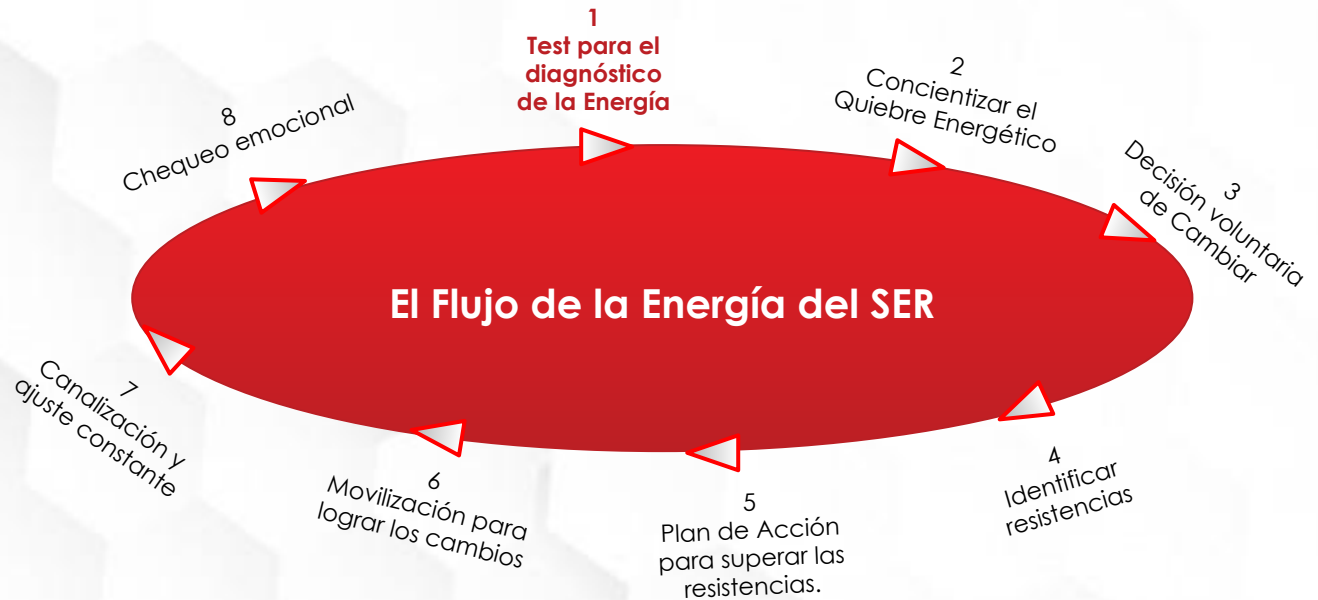 1
Test para el
diagnóstico
de la Energía
2
Concientizar el
Quiebre Energético
3
Decisión voluntaria
de Cambiar
4
Identificar
resistencias
5
Plan de Acción
para superar las
resistencias.
6
Movilización para
lograr los cambios
7
Canalización y
ajuste constante
8
Chequeo emocional
El Flujo de la Energía del SER